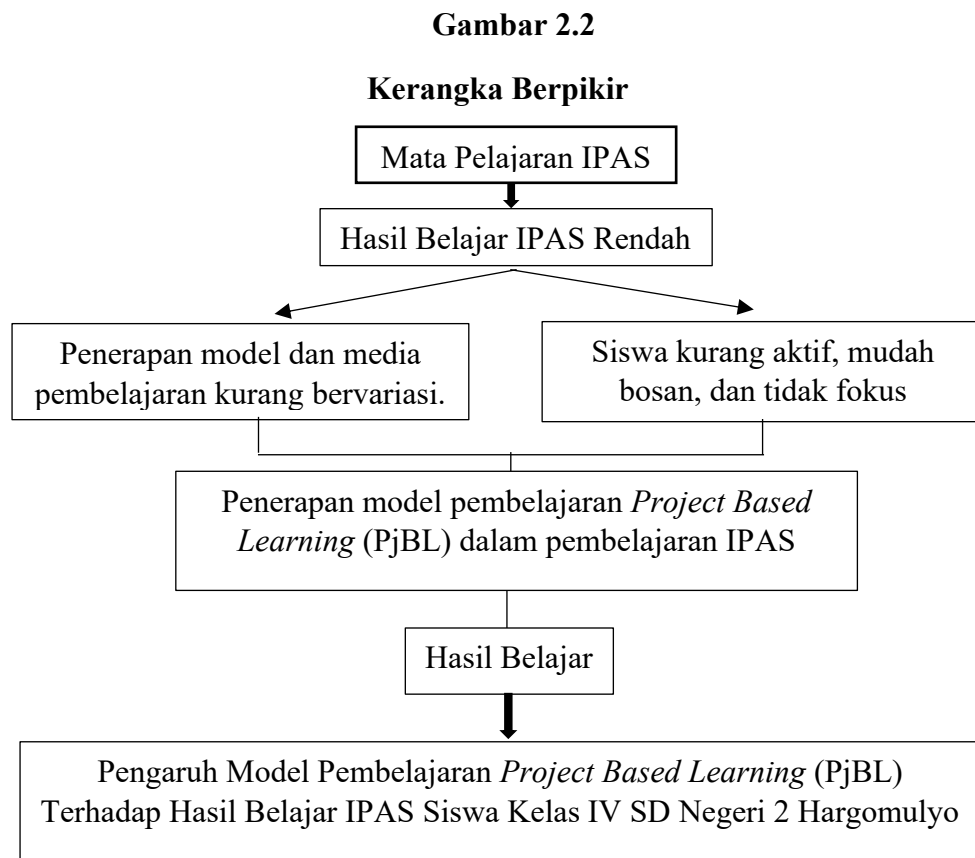 Gambar 2.2
Kerangka Berpikir
Mata Pelajaran IPAS
Hasil Belajar IPAS Rendah
Penerapan model dan media
pembelajaran kurang bervariasi.
Siswa kurang aktif, mudah
bosan, dan tidak fokus
Penerapan model pembelajaran Project Based
Learning (PjBL) dalam pembelajaran IPAS
Hasil Belajar
Pengaruh Model Pembelajaran Project Based Learning (PjBL)
Terhadap Hasil Belajar IPAS Siswa Kelas IV SD Negeri 2 Hargomulyo